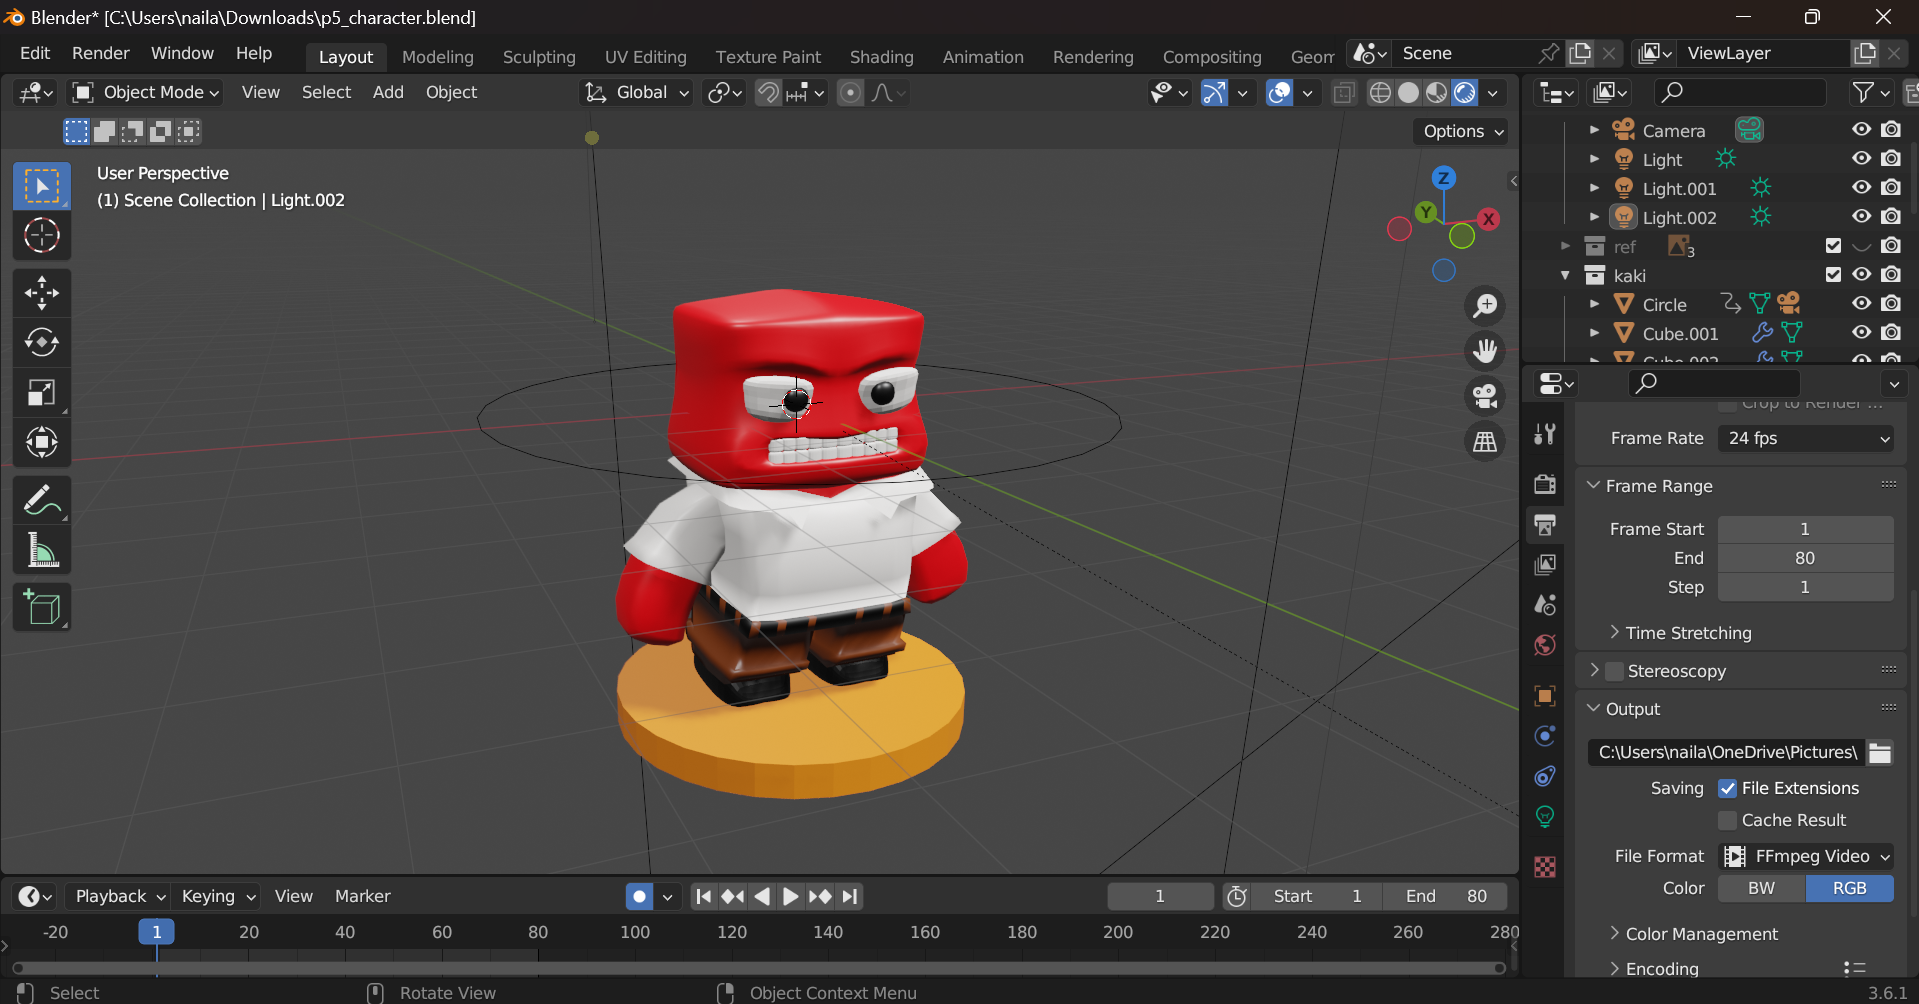 Blender* [C:\Users\naila\Downloads\p5_character.blend]
Edit Render Window Help Layout Modeling Sculpting UV Editing Texture Paint Shading Animation Rendering Compositing Geom Scene ViewLayer
Object Mode View Select Add Object Global
Options
User Perspective
(1) Scene Collection | Light.002
Z
Y
X
Camera
Light
Light.001
Light.002
ref 3
kaki
Circle
Cube.001
Cube.002
Crop to Render ...
Frame Rate 24 fps
Frame Range
Frame Start 1
End 80
Step 1
Time Stretching
Stereoscopy
Output
C:\Users\naila\OneDrive\Pictures\
Saving File Extensions
Cache Result
File Format FFmpeg Video
Color BW RGB
Color Management
Encoding
Playback Keying View Marker 1 Start 1 End 80
-20 1 20 40 60 80 100 120 140 160 180 200 220 240 260 280
Select Rotate View Object Context Menu 3.6.1